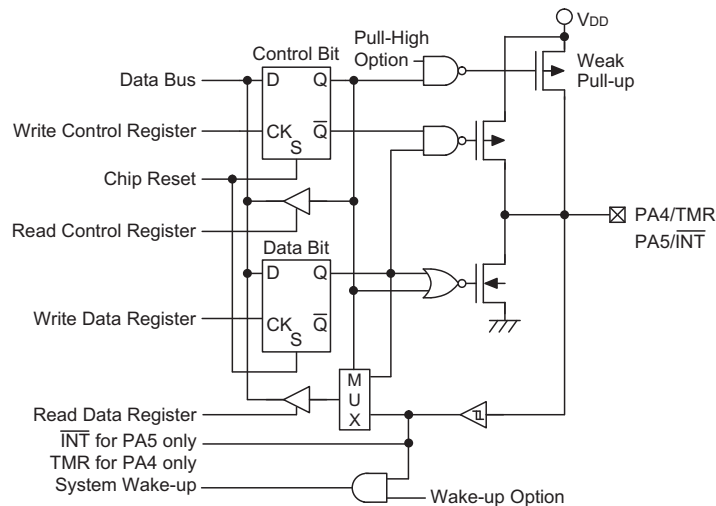 VDD
Control Bit
Pull-High
Option
Weak
Pull-up
Data Bus
D
Q
Write Control Register
CK
Q̅
S
Chip Reset
PA4/TMR
Read Control Register
PA5/I̅N̅T̅
Data Bit
D
Q
Write Data Register
CK
Q̅
S
M
U
X
Read Data Register
I̅N̅T̅ for PA5 only
TMR for PA4 only
System Wake-up
Wake-up Option